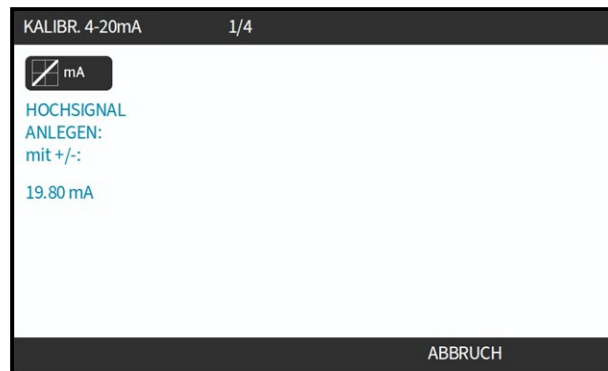 KALIBR. 4-20mA 1/4
mA
HOCHSIGNAL
ANLEGEN:
mit +/-:
19.80 mA
ABBRUCH